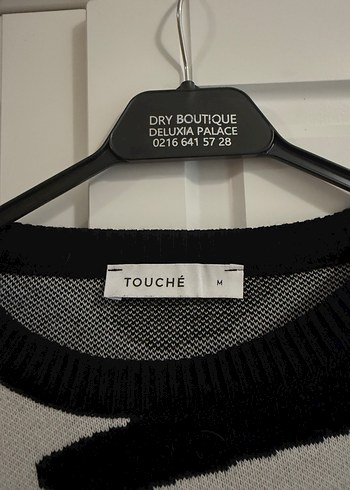 DRY BOUTIQUE
DELUXIA PALACE
0216 641 57 28
TOUCHÉ M